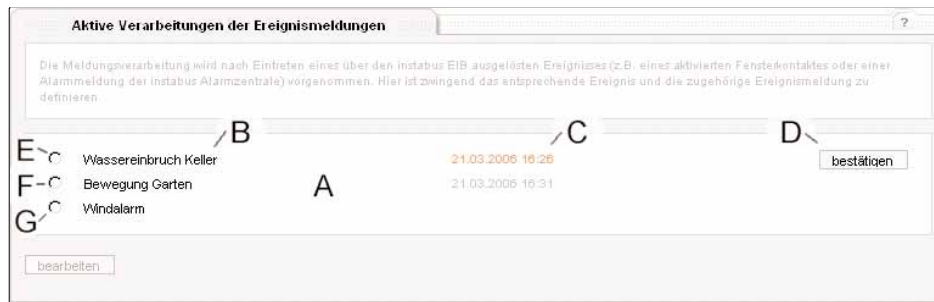 Aktive Verarbeitungen der Ereignismeldungen
?
Die Meldungsverarbeitung wird nach Eintreten eines über den instabus EIB ausgelösten Ereignisses (z.B. eines aktivierten Fensterkontaktes oder einer
Alarmmeldung der instabus Alarmzentrale) vorgenommen. Hier ist zwingend das entsprechende Ereignis und die zugehörige Ereignismeldung zu
definieren.
B C D
E Wassereinbruch Keller 21.03.2006 16:26 bestätigen
F Bewegung Garten A 21.03.2006 16:31
G Windalarm
bearbeiten